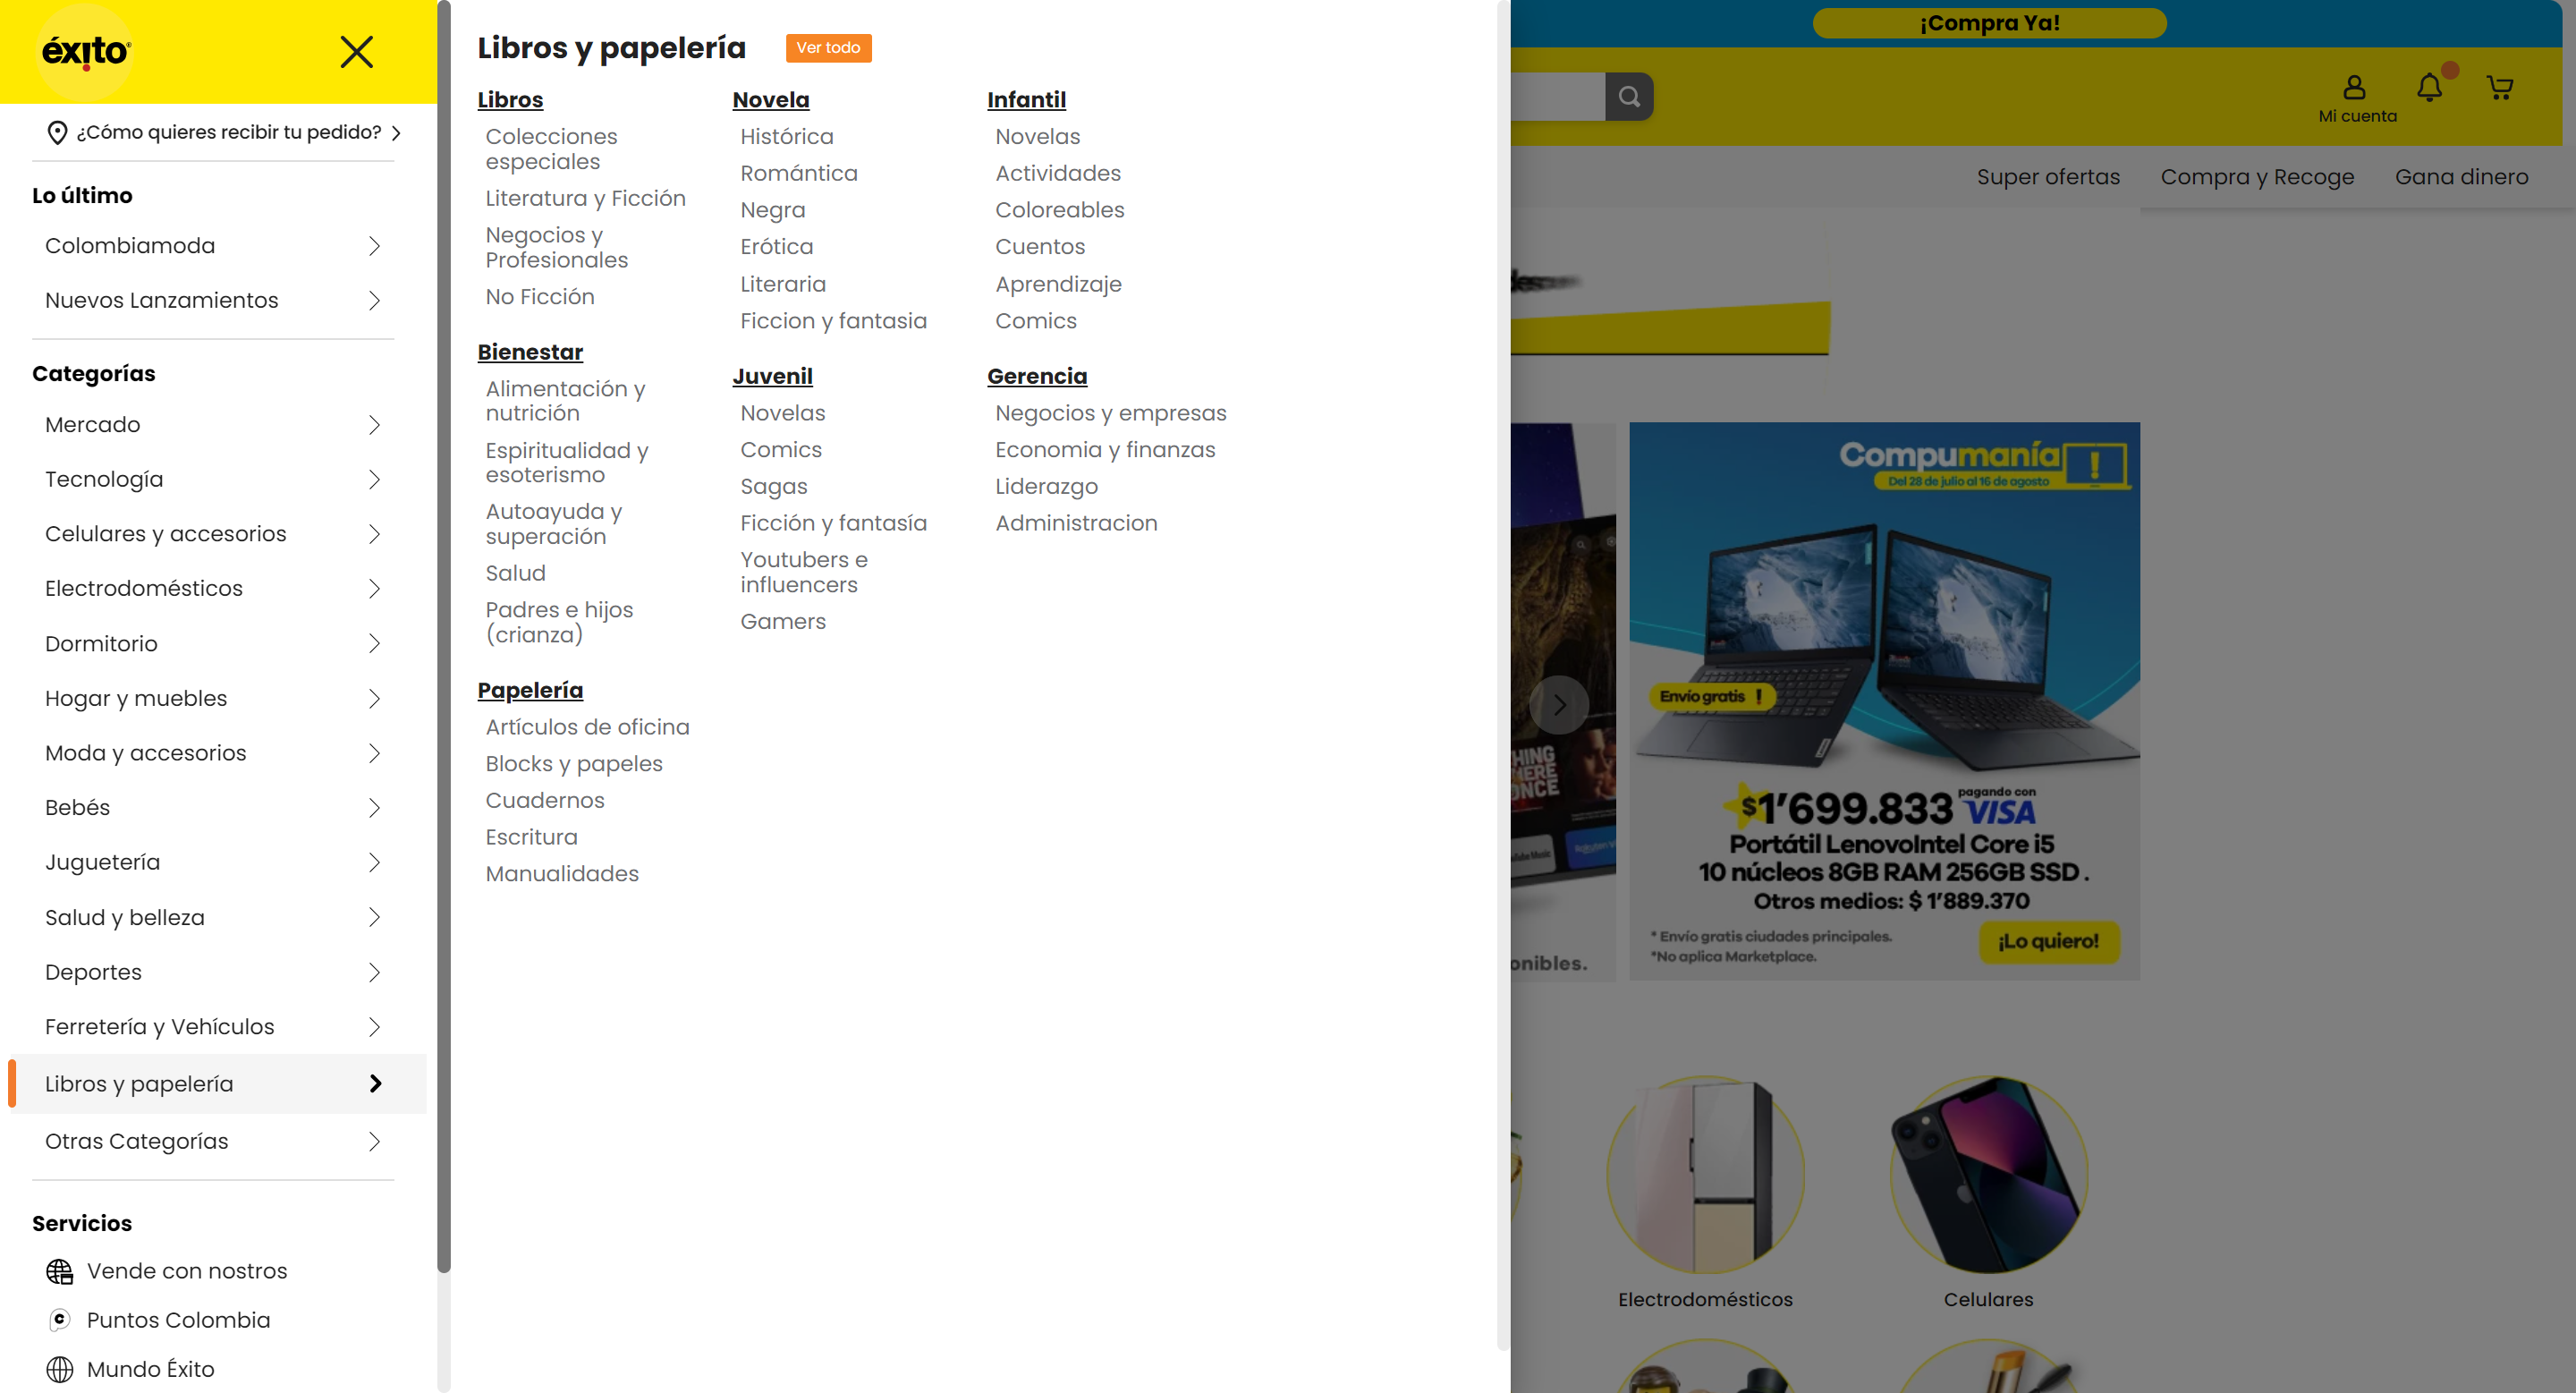 éxito
¿Cómo quieres recibir tu pedido?
Lo último
Colombiamoda
Nuevos Lanzamientos
Categorías
Mercado
Tecnología
Celulares y accesorios
Electrodomésticos
Dormitorio
Hogar y muebles
Moda y accesorios
Bebés
Juguetería
Salud y belleza
Deportes
Ferretería y Vehículos
Libros y papelería
Otras Categorías
Servicios
Vende con nostros
Puntos Colombia
Mundo Éxito
Libros y papelería
Ver todo
Libros
Colecciones
especiales
Literatura y Ficción
Negocios y
Profesionales
No Ficción
Bienestar
Alimentación y
nutrición
Espiritualidad y
esoterismo
Autoayuda y
superación
Salud
Padres e hijos
(crianza)
Papelería
Artículos de oficina
Blocks y papeles
Cuadernos
Escritura
Manualidades
Novela
Histórica
Romántica
Negra
Erótica
Literaria
Ficcion y fantasia
Juvenil
Novelas
Comics
Sagas
Ficción y fantasía
Youtubers e
influencers
Gamers
Infantil
Novelas
Actividades
Coloreables
Cuentos
Aprendizaje
Comics
Gerencia
Negocios y empresas
Economia y finanzas
Liderazgo
Administracion
¡Compra Ya!
Mi cuenta
Super ofertas
Compra y Recoge
Gana dinero
Compumanía
Del 28 de julio al 16 de agosto
Envío gratis !
$1'699.833
pagando con
VISA
Portátil LenovoIntel Core i5
10 núcleos 8GB RAM 256GB SSD .
Otros medios: $ 1'889.370
* Envío gratis ciudades principales.
*No aplica Marketplace.
¡Lo quiero!
onibles.
Electrodomésticos
Celulares